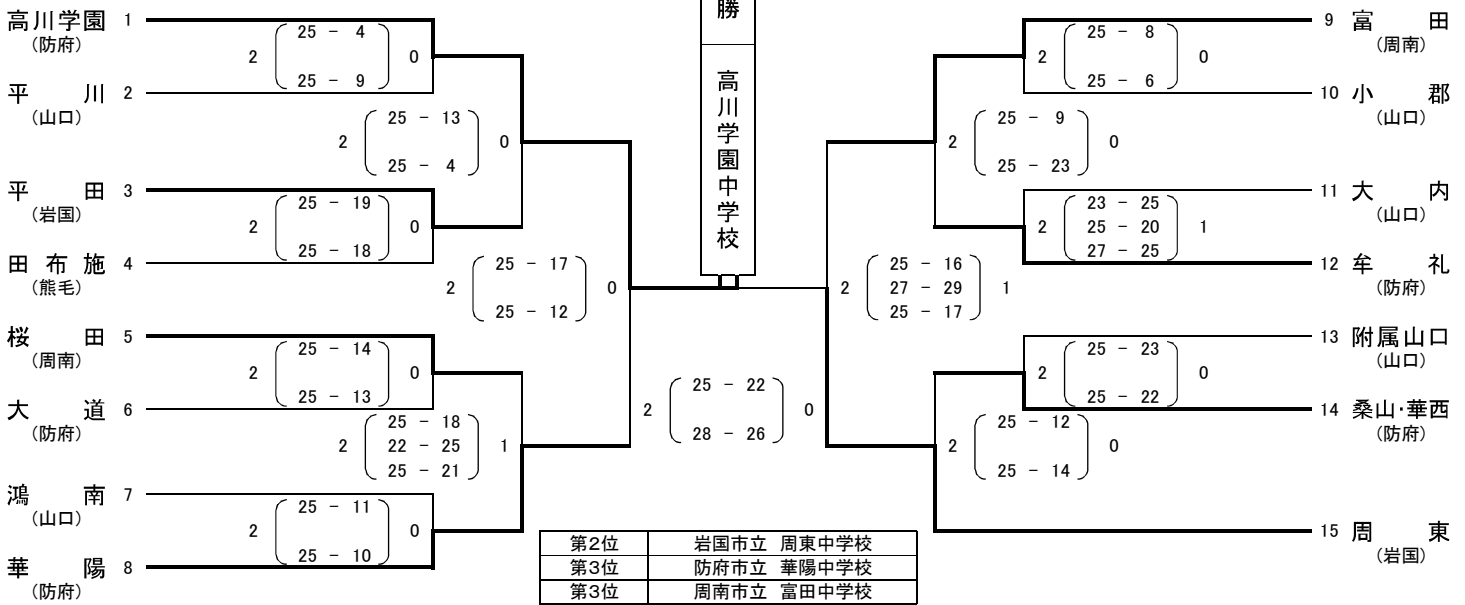 勝
高川学園中学校
高川学園 1
(防府)
25 - 4
2 0
25 - 9
平川 2
(山口)
25 - 13
2 0
25 - 4
平田 3
(岩国)
25 - 19
2 0
25 - 18
田布施 4
(熊毛)
25 - 17
2 0
25 - 12
桜田 5
(周南)
25 - 14
2 0
25 - 13
大道 6
(防府)
25 - 18
2 22 - 25 1
25 - 21
鴻南 7
(山口)
25 - 11
2 0
25 - 10
華陽 8
(防府)
25 - 22
2 0
28 - 26
9 富田
(周南)
25 - 8
2 0
25 - 6
10 小郡
(山口)
25 - 9
2 0
25 - 23
11 大内
(山口)
23 - 25
2 25 - 20 1
27 - 25
12 牟礼
(防府)
25 - 16
2 27 - 29 1
25 - 17
13 附属山口
(山口)
25 - 23
2 0
25 - 22
14 桑山・華西
(防府)
25 - 12
2 0
25 - 14
15 周東
(岩国)
第2位 岩国市立 周東中学校
第3位 防府市立 華陽中学校
第3位 周南市立 富田中学校